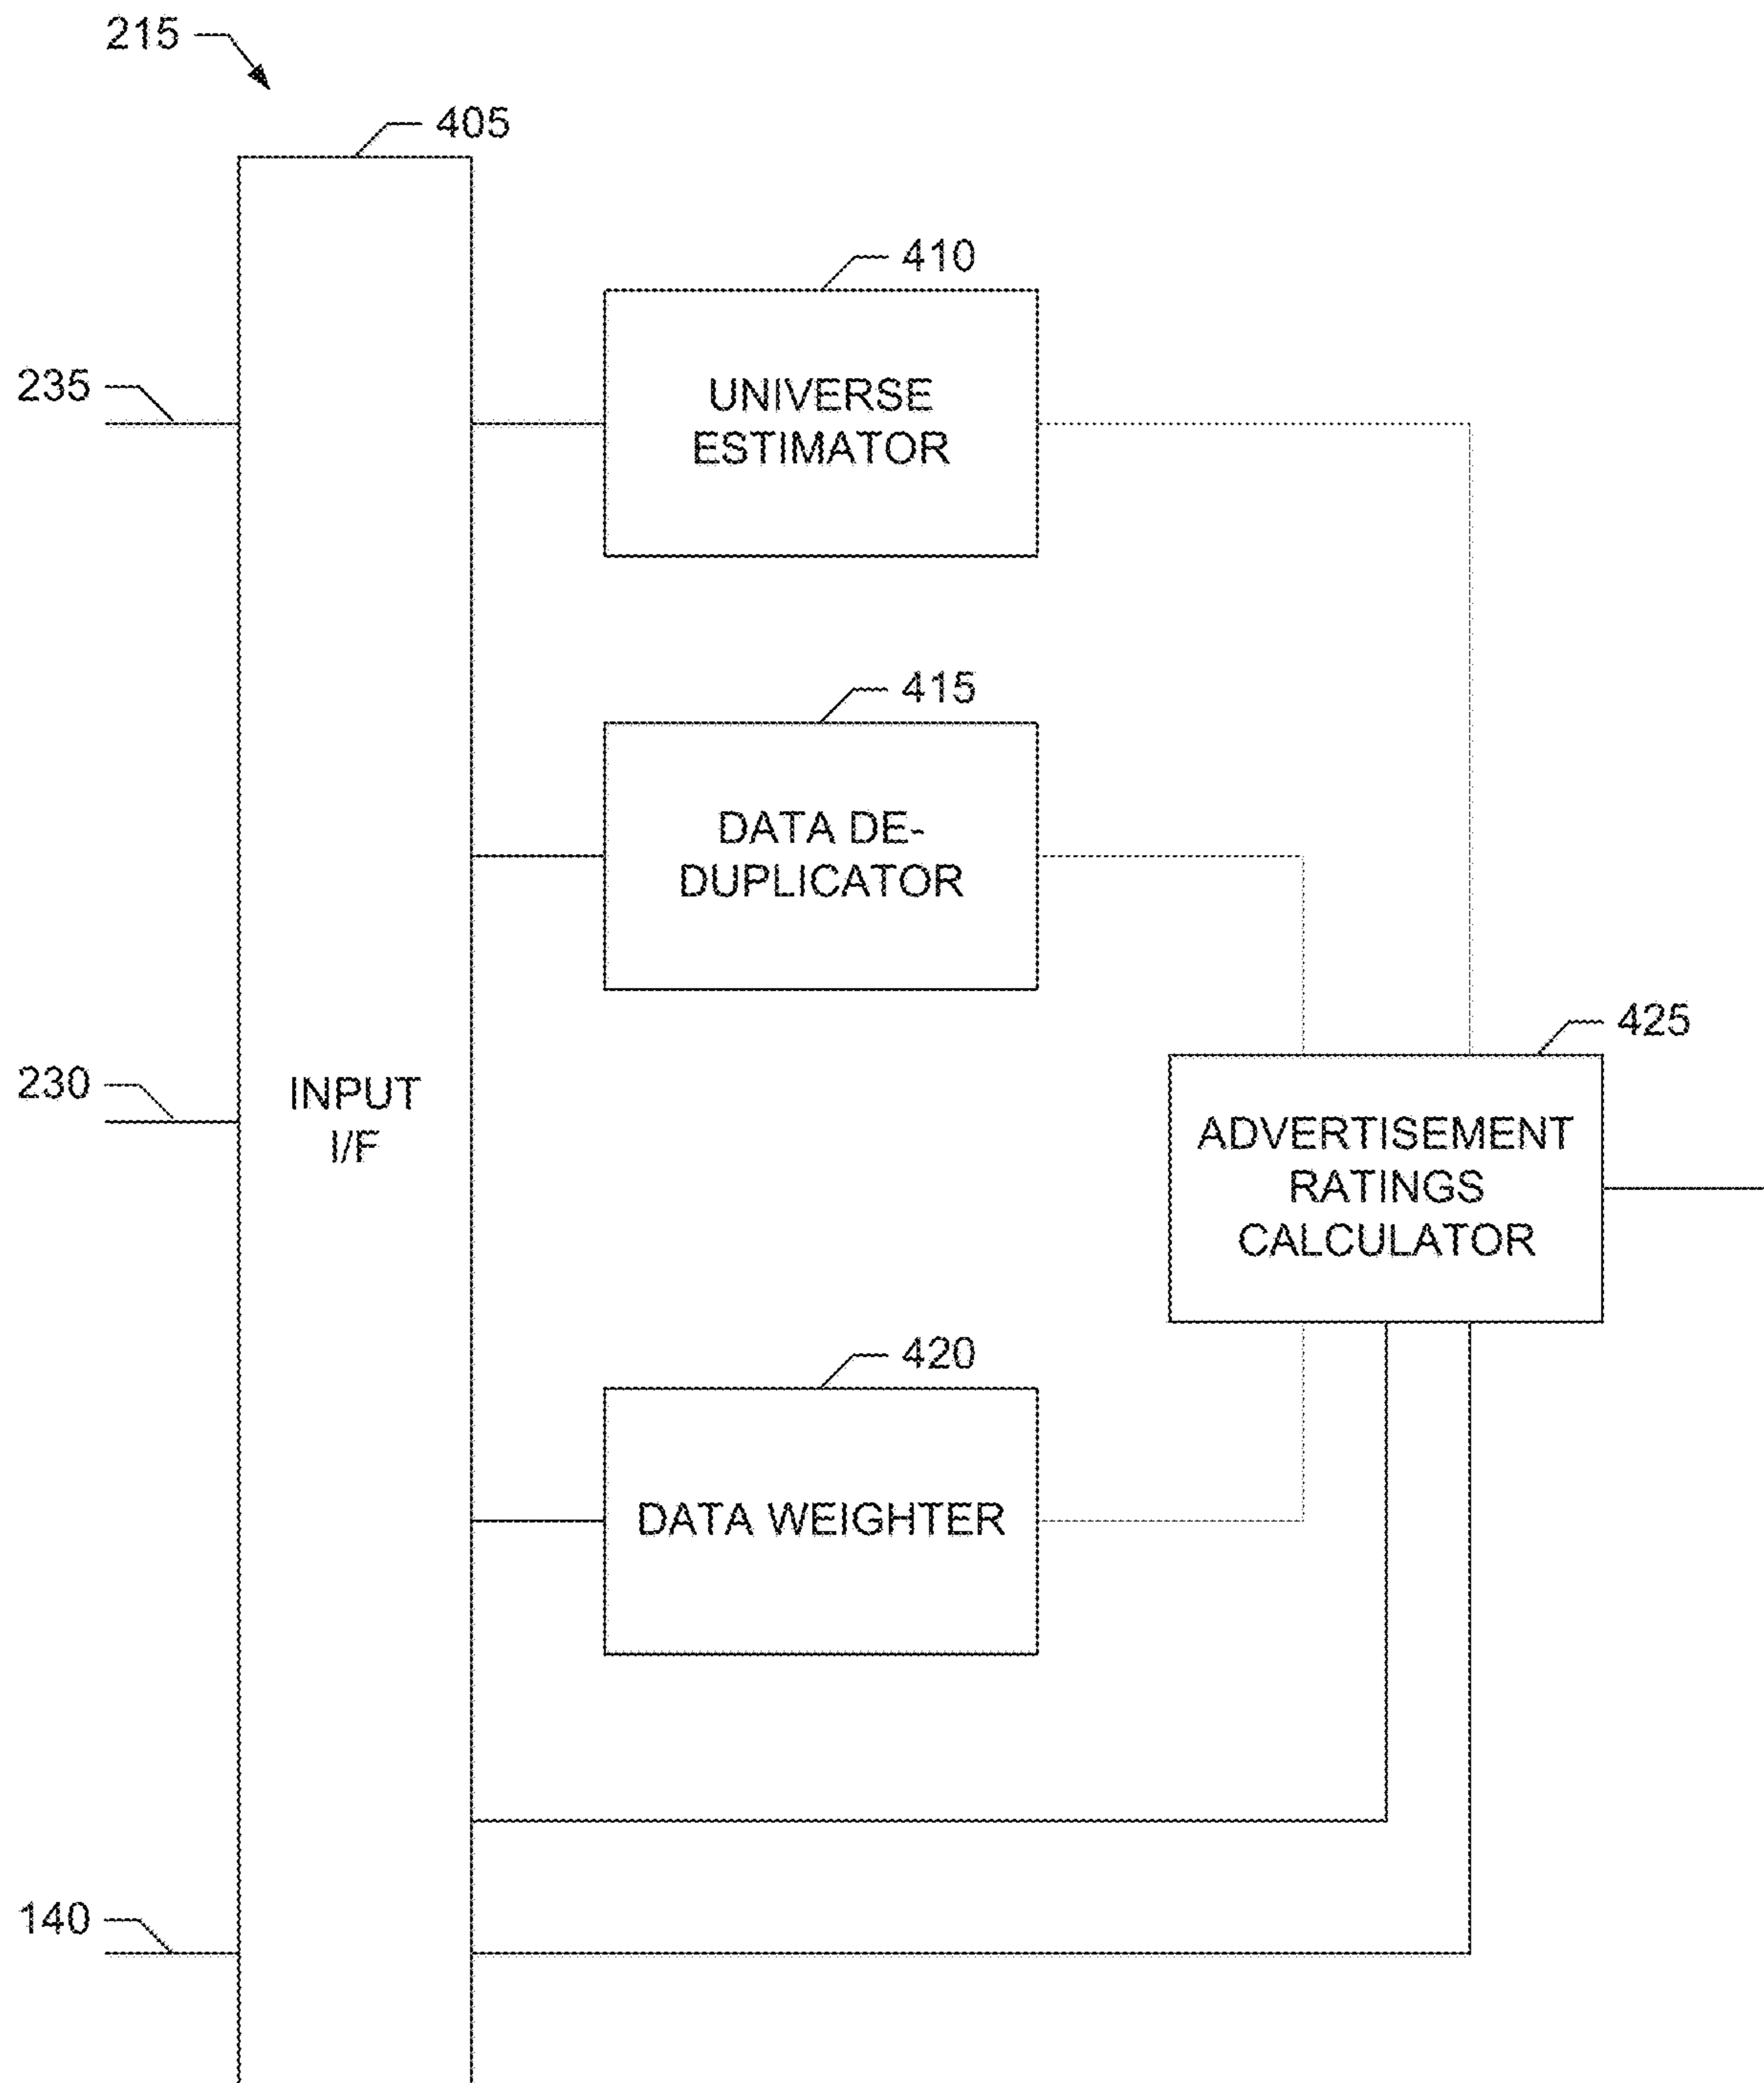 215
405
410
235
UNIVERSE
ESTIMATOR
415
DATA DE-
DUPLICATOR
425
230
INPUT
I/F
ADVERTISEMENT
RATINGS
CALCULATOR
420
DATA WEIGHTER
140